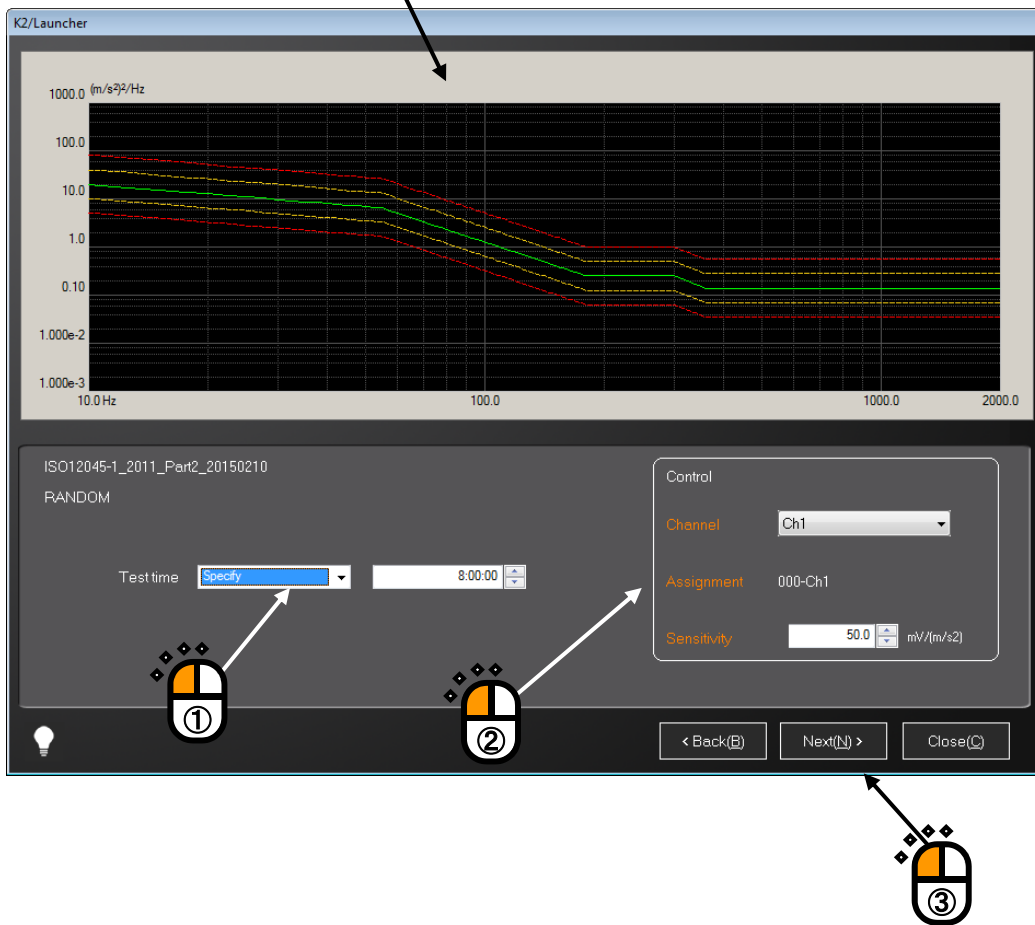 K2/Launcher
(m/s²)²/Hz
1000.0
100.0
10.0
1.0
0.10
1.000e-2
1.000e-3
10.0 Hz 100.0 1000.0 2000.0
ISO12045-1_2011_Part2_20150210
RANDOM
Test time Specify 8:00:00
Control
Channel Ch1
Assignment 000-Ch1
Sensitivity 50.0 mV/(m/s2)
①
②
< Back(B) Next(N) > Close(C)
③